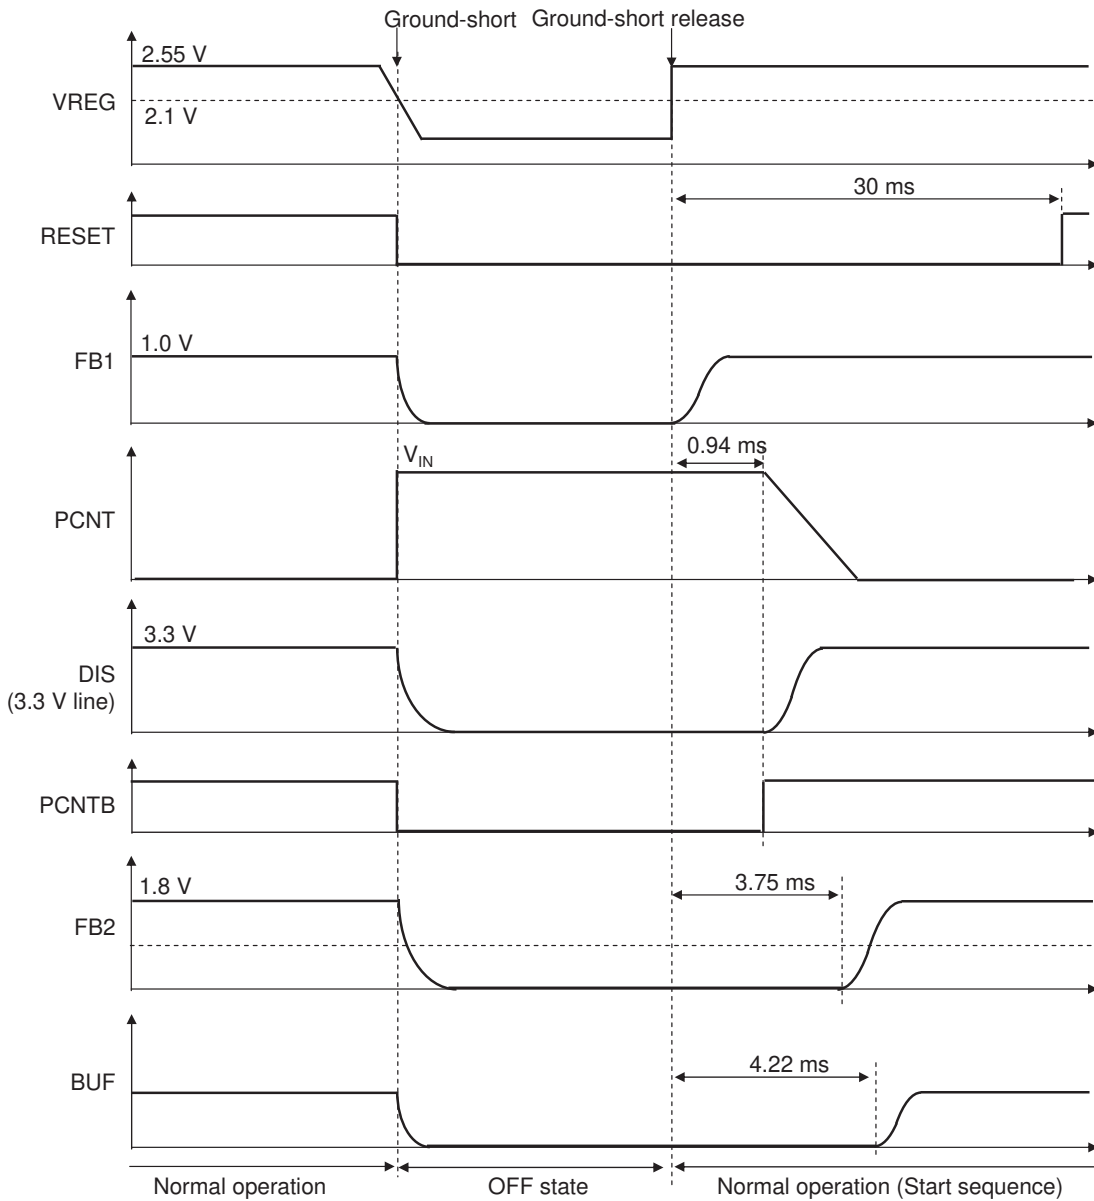 Ground-short
Ground-short release
2.55 V
VREG
2.1 V
30 ms
RESET
1.0 V
FB1
0.94 ms
VIN
PCNT
3.3 V
DIS
(3.3 V line)
PCNTB
1.8 V
3.75 ms
FB2
4.22 ms
BUF
Normal operation
OFF state
Normal operation (Start sequence)